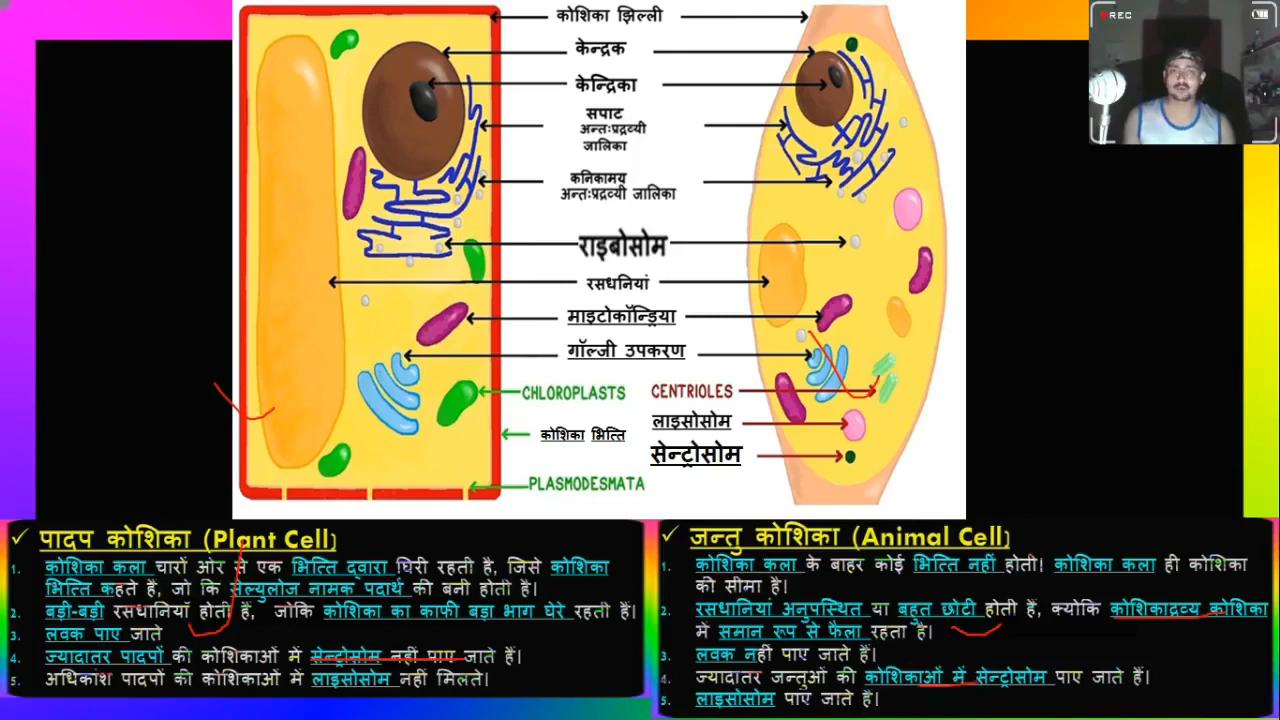 REC
कोशिका झिल्ली
केन्द्रक
केन्द्रिका
सपाट
अन्तःप्रद्रव्यी
जालिका
कनिकामय
अन्तःप्रद्रव्यी जालिका
राइबोसोम
रसधनियां
माइटोकॉन्ड्रिया
गॉल्जी उपकरण
CHLOROPLASTS
CENTRIOLES
लाइसोसोम
कोशिका भित्ति
सेन्ट्रोसोम
PLASMODESMATA
✓ पादप कोशिका (Plant Cell)
1. कोशिका कला चारों ओर से एक भित्ति द्वारा घिरी रहती है, जिसे कोशिका
भित्ति कहते है, जो कि सेल्युलोज नामक पदार्थ की बनी होती है|
2. बड़ी-बड़ी रसधानियाँ होती है, जोकि कोशिका का काफी बड़ा भाग घेरे रहती हैं|
3. लवक पाए जाते
4. ज्यादातर पादपों की कोशिकाओं में सेन्ट्रोसोम नहीं पाए जाते हैं|
5. अधिकांश पादपों की कोशिकाओं में लाइसोसोम नहीं मिलते|
✓ जन्तु कोशिका (Animal Cell)
1. कोशिका कला के बाहर कोई भित्ति नहीं होती! कोशिका कला ही कोशिका
की सीमा है|
2. रसधानियां अनुपस्थित या बहुत छोटी होती है, क्योकि कोशिकाद्रव्य कोशिका
में समान रूप से फैला रहता है|
3. लवक नहीं पाए जाते हैं|
4. ज्यादातर जन्तुओं की कोशिकाओं में सेन्ट्रोसोम पाए जाते हैं|
5. लाइसोसोम पाए जाते हैं|